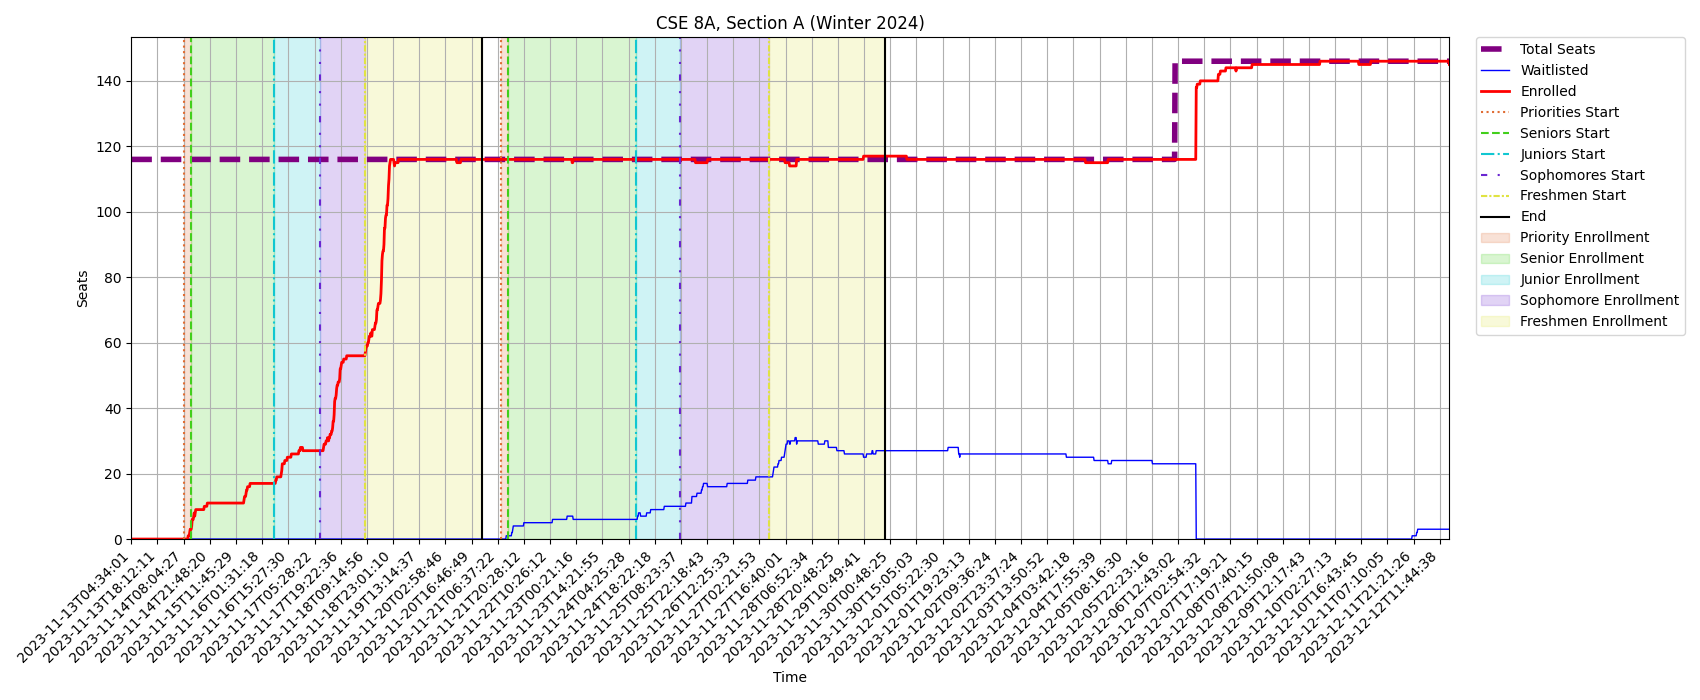 CSE 8A, Section A (Winter 2024)
Total Seats
Waitlisted
Enrolled
Priorities Start
Seniors Start
Juniors Start
Sophomores Start
Freshmen Start
End
Priority Enrollment
Senior Enrollment
Junior Enrollment
Sophomore Enrollment
Freshmen Enrollment
Seats
140
120
100
80
60
40
20
0
2023-11-13T04:34:01
2023-11-13T18:12:11
2023-11-14T08:04:27
2023-11-14T21:48:20
2023-11-15T11:45:29
2023-11-16T01:31:18
2023-11-16T15:27:30
2023-11-17T05:28:22
2023-11-17T19:22:36
2023-11-18T09:14:56
2023-11-18T23:01:10
2023-11-19T13:14:37
2023-11-20T02:58:46
2023-11-20T16:46:49
2023-11-21T06:37:22
2023-11-21T20:28:12
2023-11-22T10:26:12
2023-11-23T00:21:16
2023-11-23T14:21:55
2023-11-24T04:25:28
2023-11-24T18:22:18
2023-11-25T08:23:37
2023-11-25T22:18:43
2023-11-26T12:25:33
2023-11-27T02:21:53
2023-11-27T16:40:01
2023-11-28T06:52:34
2023-11-28T20:48:25
2023-11-29T10:49:41
2023-11-30T00:48:25
2023-11-30T15:05:03
2023-12-01T05:22:30
2023-12-01T19:23:13
2023-12-02T09:36:24
2023-12-02T23:37:24
2023-12-03T13:50:52
2023-12-04T03:42:18
2023-12-04T17:55:39
2023-12-05T08:16:30
2023-12-05T22:23:16
2023-12-06T12:43:02
2023-12-07T02:54:32
2023-12-07T17:19:21
2023-12-08T07:40:15
2023-12-08T21:50:09
2023-12-09T12:17:43
2023-12-10T02:27:13
2023-12-10T16:43:45
2023-12-11T07:10:05
2023-12-11T21:21:26
2023-12-12T11:44:38
Time